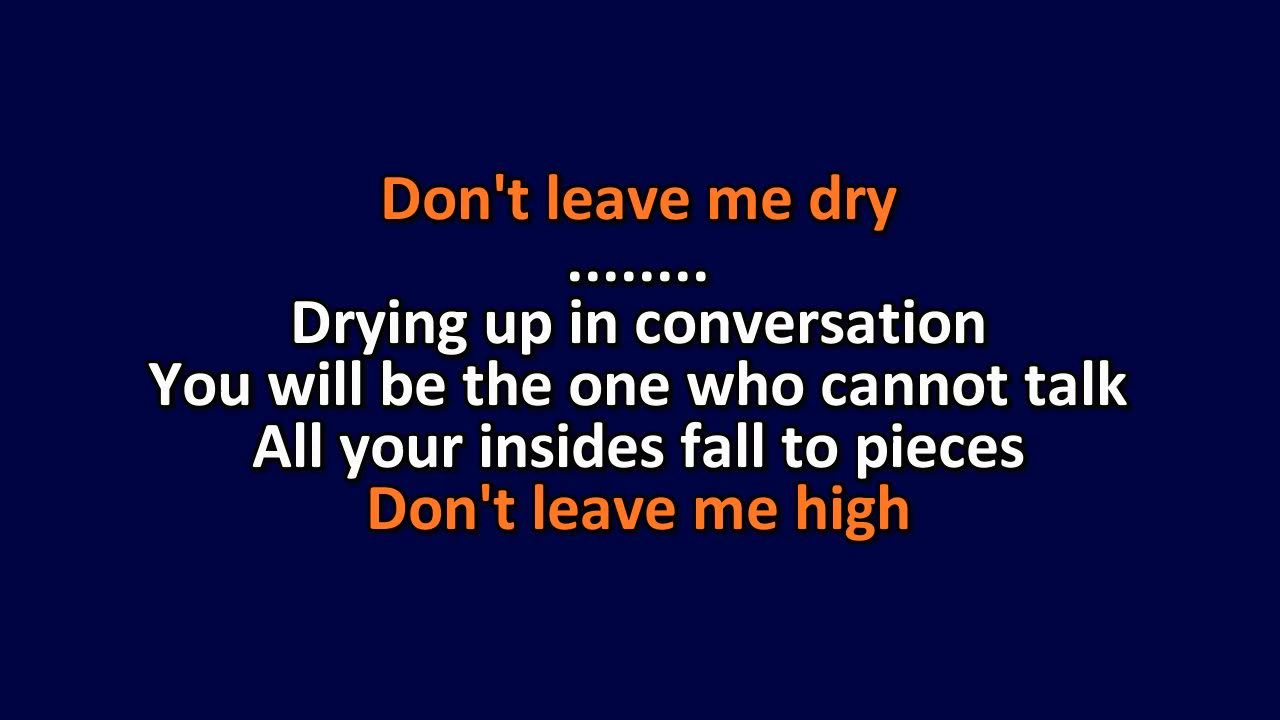 Don't leave me dry
........
Drying up in conversation
You will be the one who cannot talk
All your insides fall to pieces
Don't leave me high